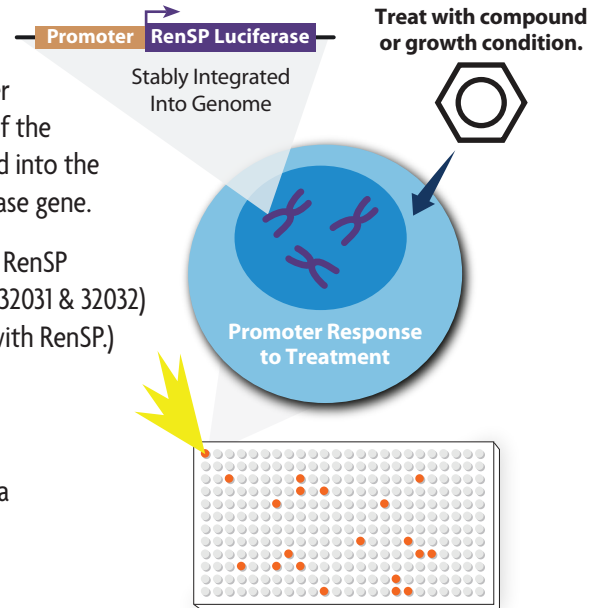 Promoter RenSP Luciferase
Stably Integrated
Into Genome
Treat with compound
or growth condition.
er
f the
d into the
ase gene.
RenSP
32031 & 32032)
with RenSP.)
Promoter Response
to Treatment
a